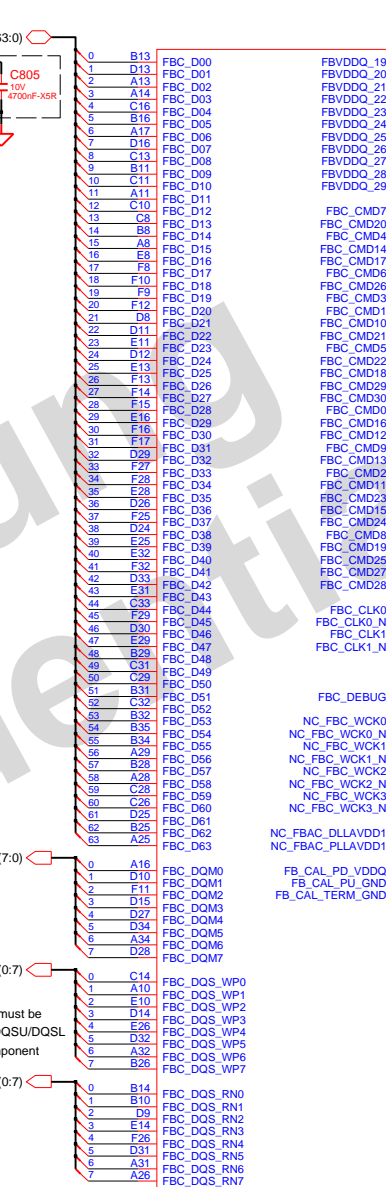 63:0)
C805
10V
4700nF-X5R
0 B13 FBC_D00 FBVDDQ_19
1 D13 FBC_D01 FBVDDQ_20
2 A13 FBC_D02 FBVDDQ_21
3 A14 FBC_D03 FBVDDQ_22
4 C16 FBC_D04 FBVDDQ_23
5 B16 FBC_D05 FBVDDQ_24
6 A17 FBC_D06 FBVDDQ_25
7 D16 FBC_D07 FBVDDQ_26
8 C13 FBC_D08 FBVDDQ_27
9 B11 FBC_D09 FBVDDQ_28
10 C11 FBC_D10 FBVDDQ_29
11 A11 FBC_D11
12 C10 FBC_D12 FBC_CMD7
13 C8 FBC_D13 FBC_CMD20
14 B8 FBC_D14 FBC_CMD4
15 A8 FBC_D15 FBC_CMD14
16 E8 FBC_D16 FBC_CMD17
17 F8 FBC_D17 FBC_CMD6
18 F10 FBC_D18 FBC_CMD26
19 F9 FBC_D19 FBC_CMD3
20 F12 FBC_D20 FBC_CMD1
21 D8 FBC_D21 FBC_CMD10
22 D11 FBC_D22 FBC_CMD21
23 E11 FBC_D23 FBC_CMD5
24 D12 FBC_D24 FBC_CMD22
25 E13 FBC_D25 FBC_CMD18
26 F13 FBC_D26 FBC_CMD29
27 F14 FBC_D27 FBC_CMD30
28 F15 FBC_D28 FBC_CMD0
29 E16 FBC_D29 FBC_CMD16
30 F16 FBC_D30 FBC_CMD12
31 F17 FBC_D31 FBC_CMD9
32 D29 FBC_D32 FBC_CMD13
33 F27 FBC_D33 FBC_CMD2
34 F28 FBC_D34 FBC_CMD11
35 E28 FBC_D35 FBC_CMD23
36 D26 FBC_D36 FBC_CMD15
37 F25 FBC_D37 FBC_CMD24
38 D24 FBC_D38 FBC_CMD8
39 E25 FBC_D39 FBC_CMD19
40 E32 FBC_D40 FBC_CMD25
41 F32 FBC_D41 FBC_CMD27
42 D33 FBC_D42 FBC_CMD28
43 E31 FBC_D43
44 C33 FBC_D44 FBC_CLK0
45 F29 FBC_D45 FBC_CLK0_N
46 D30 FBC_D46 FBC_CLK1
47 E29 FBC_D47 FBC_CLK1_N
48 B29 FBC_D48
49 C31 FBC_D49
50 C29 FBC_D50
51 B31 FBC_D51 FBC_DEBUG
52 C32 FBC_D52
53 B32 FBC_D53 NC_FBC_WCK0
54 B35 FBC_D54 NC_FBC_WCK0_N
55 B34 FBC_D55 NC_FBC_WCK1
56 A29 FBC_D56 NC_FBC_WCK1_N
57 B28 FBC_D57 NC_FBC_WCK2
58 A28 FBC_D58 NC_FBC_WCK2_N
59 C28 FBC_D59 NC_FBC_WCK3
60 C26 FBC_D60 NC_FBC_WCK3_N
61 D25 FBC_D61
62 B25 FBC_D62 NC_FBAC_DLLAVDD1
63 A25 FBC_D63 NC_FBAC_PLLAVDD1
(7:0)
0 A16 FBC_DQM0 FB_CAL_PD_VDDQ
1 D10 FBC_DQM1 FB_CAL_PU_GND
2 F11 FBC_DQM2 FB_CAL_TERM_GND
3 D15 FBC_DQM3
4 D27 FBC_DQM4
5 D34 FBC_DQM5
6 A34 FBC_DQM6
7 D28 FBC_DQM7
(0:7)
0 C14 FBC_DQS_WP0
1 A10 FBC_DQS_WP1
2 E10 FBC_DQS_WP2
3 D14 FBC_DQS_WP3
4 E26 FBC_DQS_WP4
5 D32 FBC_DQS_WP5
6 A32 FBC_DQS_WP6
7 B26 FBC_DQS_WP7
must be
DQSU/DQSL
ponent
(0:7)
0 B14 FBC_DQS_RN0
1 B10 FBC_DQS_RN1
2 D9 FBC_DQS_RN2
3 E14 FBC_DQS_RN3
4 F26 FBC_DQS_RN4
5 D31 FBC_DQS_RN5
6 A31 FBC_DQS_RN6
7 A26 FBC_DQS_RN7